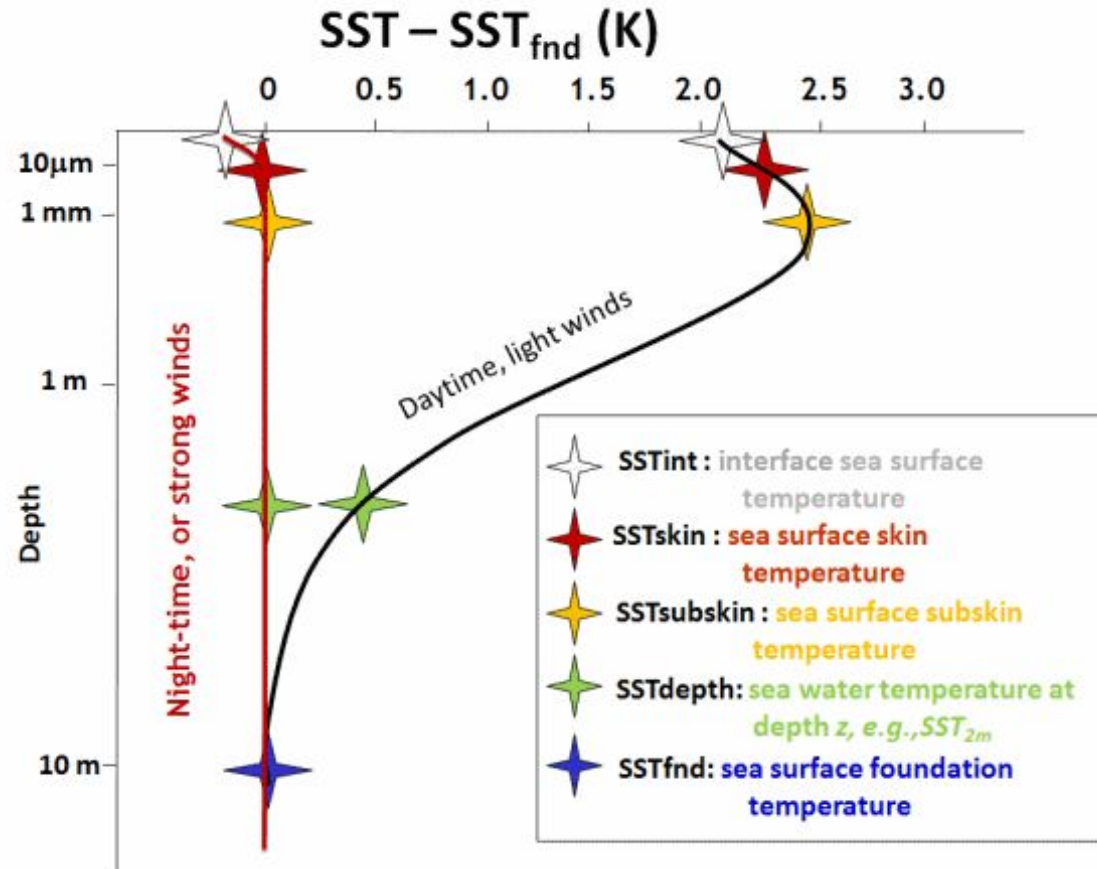 SST – SSTfnd (K)
0 0.5 1.0 1.5 2.0 2.5 3.0
10μm
1 mm
1 m
10 m
Depth
Night-time, or strong winds
Daytime, light winds
SSTint : interface sea surface
temperature
SSTskin : sea surface skin
temperature
SSTsubskin : sea surface subskin
temperature
SSTdepth: sea water temperature at
depth z, e.g.,SST2m
SSTfnd: sea surface foundation
temperature